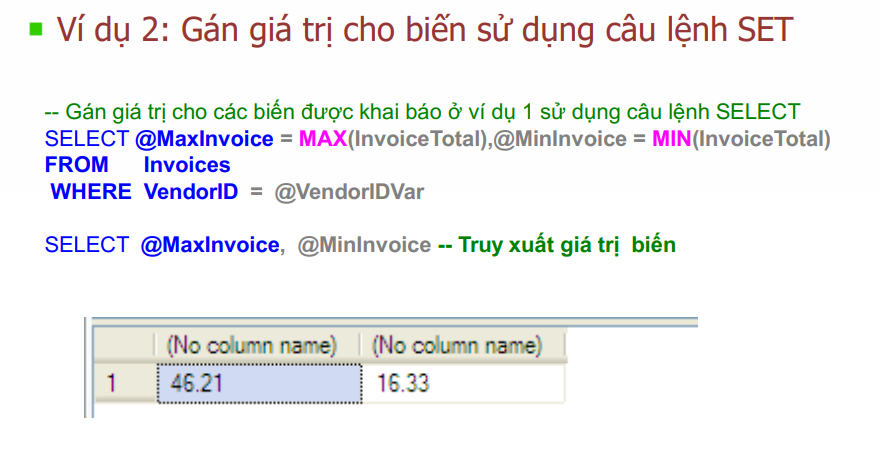 Ví dụ 2: Gán giá trị cho biến sử dụng câu lệnh SET
-- Gán giá trị cho các biến được khai báo ở ví dụ 1 sử dụng câu lệnh SELECT
SELECT @MaxInvoice = MAX(InvoiceTotal),@MinInvoice = MIN(InvoiceTotal)
FROM Invoices
WHERE VendorID = @VendorIDVar
SELECT @MaxInvoice, @MinInvoice -- Truy xuất giá trị biến
(No column name) (No column name)
1 46.21 16.33